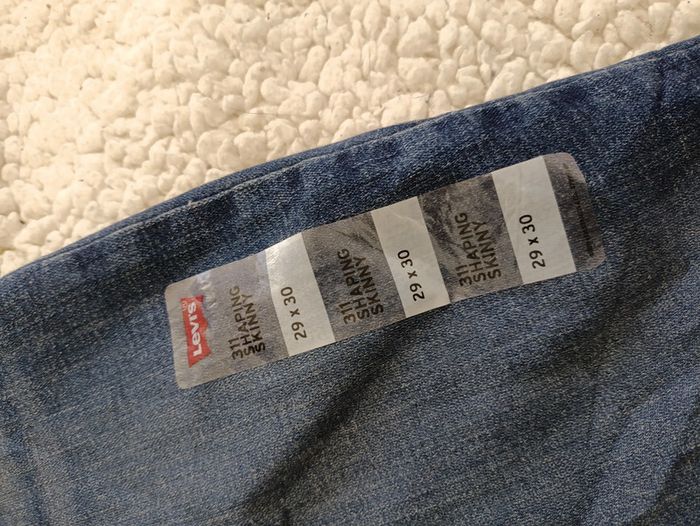 Levi's
311
SHAPING
SKINNY
29 x 30
311
SHAPING
SKINNY
29 x 30
311
SHAPING
SKINNY
29 x 30